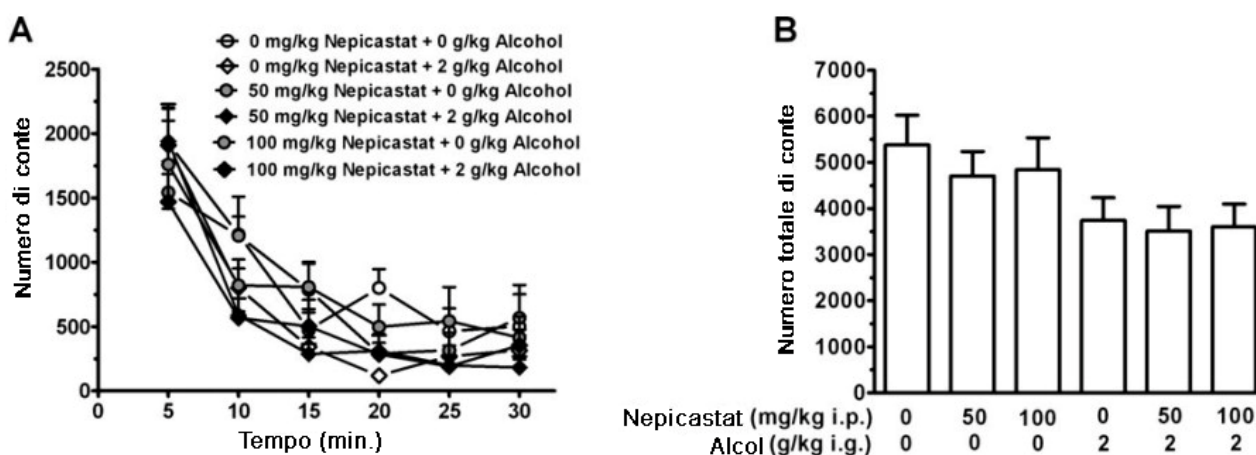 A
0 mg/kg Nepicastat + 0 g/kg Alcohol
0 mg/kg Nepicastat + 2 g/kg Alcohol
50 mg/kg Nepicastat + 0 g/kg Alcohol
50 mg/kg Nepicastat + 2 g/kg Alcohol
100 mg/kg Nepicastat + 0 g/kg Alcohol
100 mg/kg Nepicastat + 2 g/kg Alcohol
Numero di conte
2500
2000
1500
1000
500
0
0 5 10 15 20 25 30
Tempo (min.)
B
Numero totale di conte
7000
6000
5000
4000
3000
2000
1000
0
Nepicastat (mg/kg i.p.) 0 50 100 0 50 100
Alcol (g/kg i.g.) 0 0 0 2 2 2